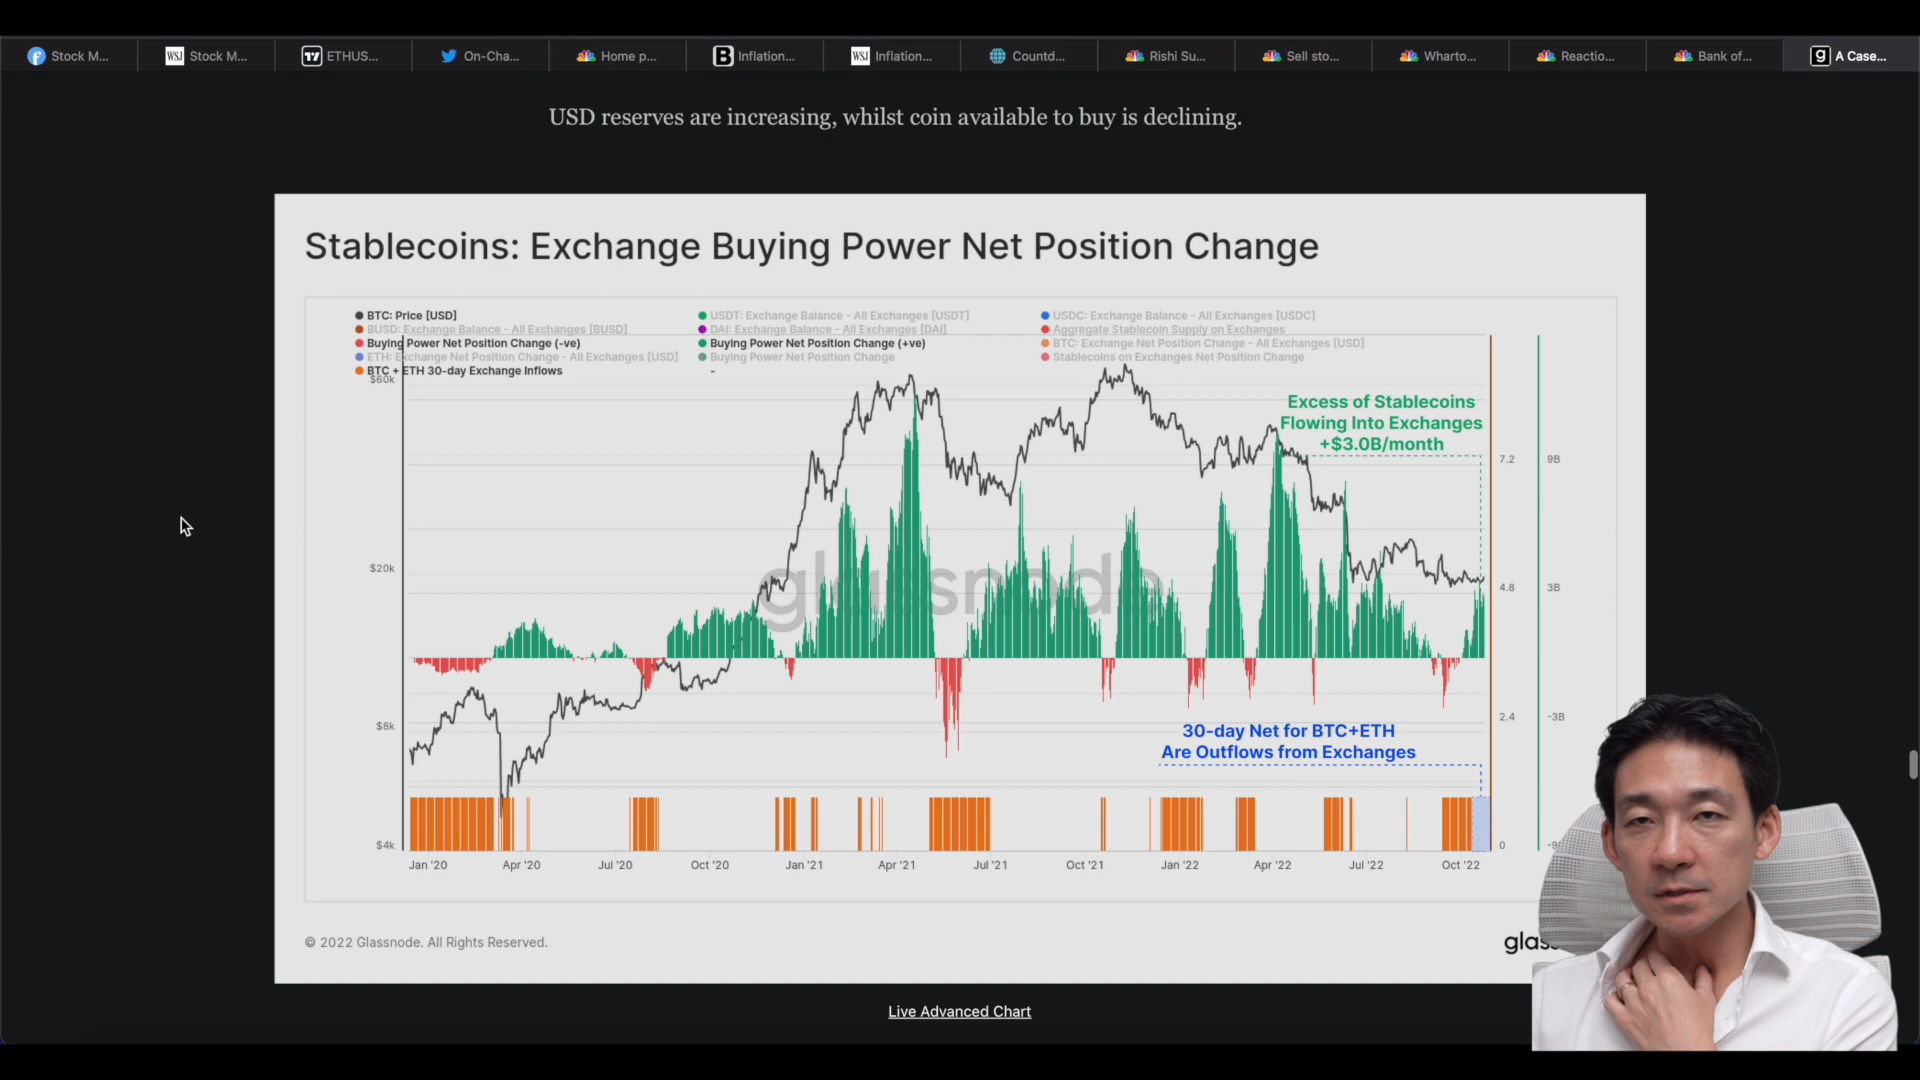 Stock M...
Stock M...
ETHUS...
On-Cha...
Home p...
Inflation...
Inflation...
Countd...
Rishi Su...
Sell sto...
Wharto...
Reactio...
Bank of...
A Case...
USD reserves are increasing, whilst coin available to buy is declining.
Stablecoins: Exchange Buying Power Net Position Change
BTC: Price [USD]
USDT: Exchange Balance - All Exchanges [USDT]
USDC: Exchange Balance - All Exchanges [USDC]
BUSD: Exchange Balance - All Exchanges [BUSD]
DAI: Exchange Balance - All Exchanges [DAI]
Aggregate Stablecoin Supply on Exchanges
Buying Power Net Position Change (-ve)
Buying Power Net Position Change (+ve)
BTC: Exchange Net Position Change - All Exchanges [USD]
ETH: Exchange Net Position Change - All Exchanges [USD]
Buying Power Net Position Change
Stablecoins on Exchanges Net Position Change
BTC + ETH 30-day Exchange Inflows
-
$60k
$20k
$8k
$4k
Excess of Stablecoins
Flowing Into Exchanges
+$3.0B/month
7.2
9B
4.8
3B
2.4
-3B
0
glassnode
30-day Net for BTC+ETH
Are Outflows from Exchanges
Jan '20
Apr '20
Jul '20
Oct '20
Jan '21
Apr '21
Jul '21
Oct '21
Jan '22
Apr '22
Jul '22
Oct '22
© 2022 Glassnode. All Rights Reserved.
glass
Live Advanced Chart